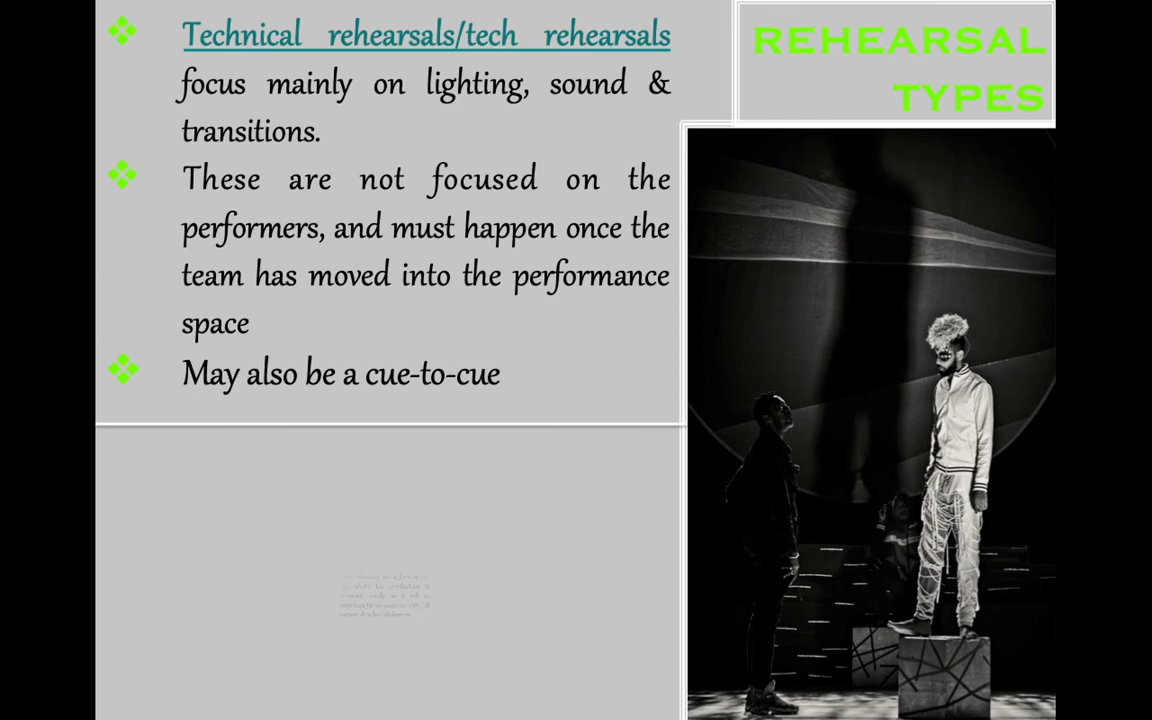 REHEARSAL
TYPES
Technical rehearsals/tech rehearsals
focus mainly on lighting, sound &
transitions.
These are not focused on the
performers, and must happen once the
team has moved into the performance
space
May also be a cue-to-cue